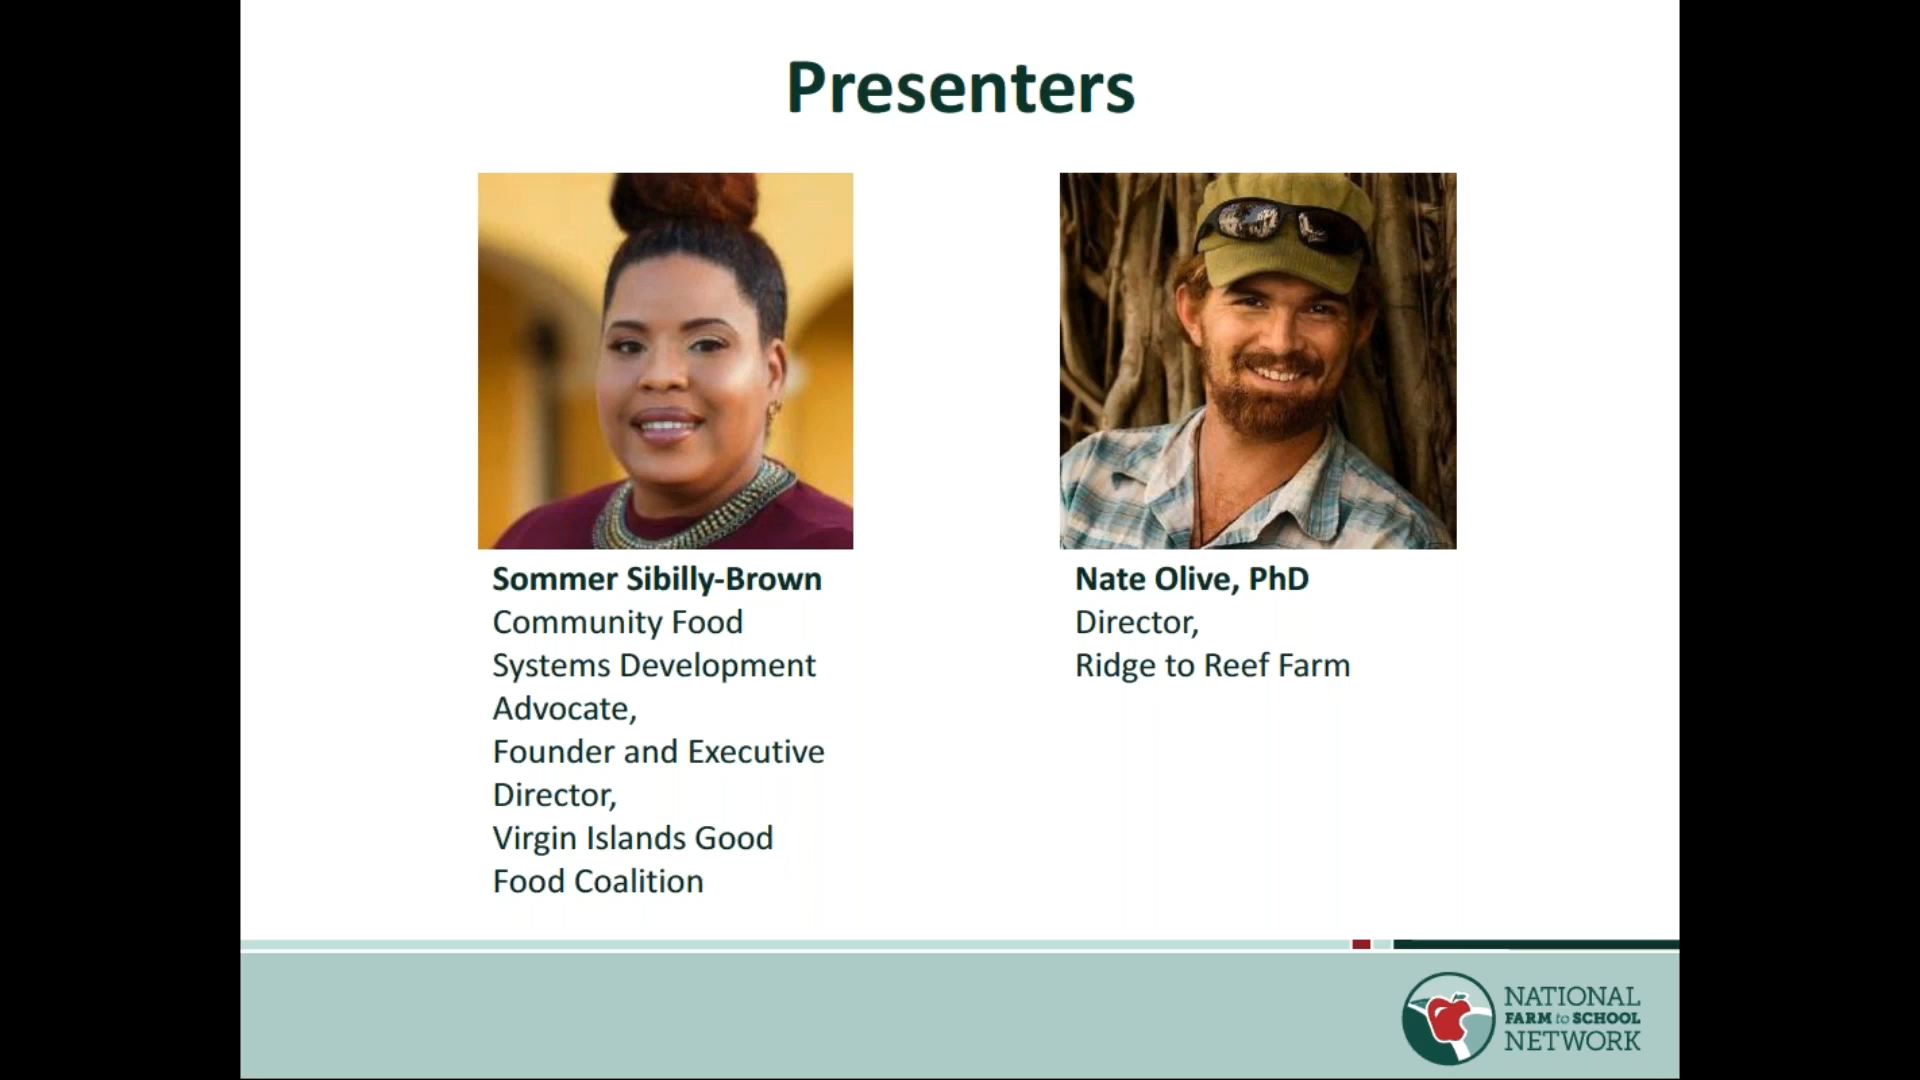 Presenters
Sommer Sibilly-Brown
Community Food
Systems Development
Advocate,
Founder and Executive
Director,
Virgin Islands Good
Food Coalition
Nate Olive, PhD
Director,
Ridge to Reef Farm
NATIONAL
FARM to SCHOOL
NETWORK